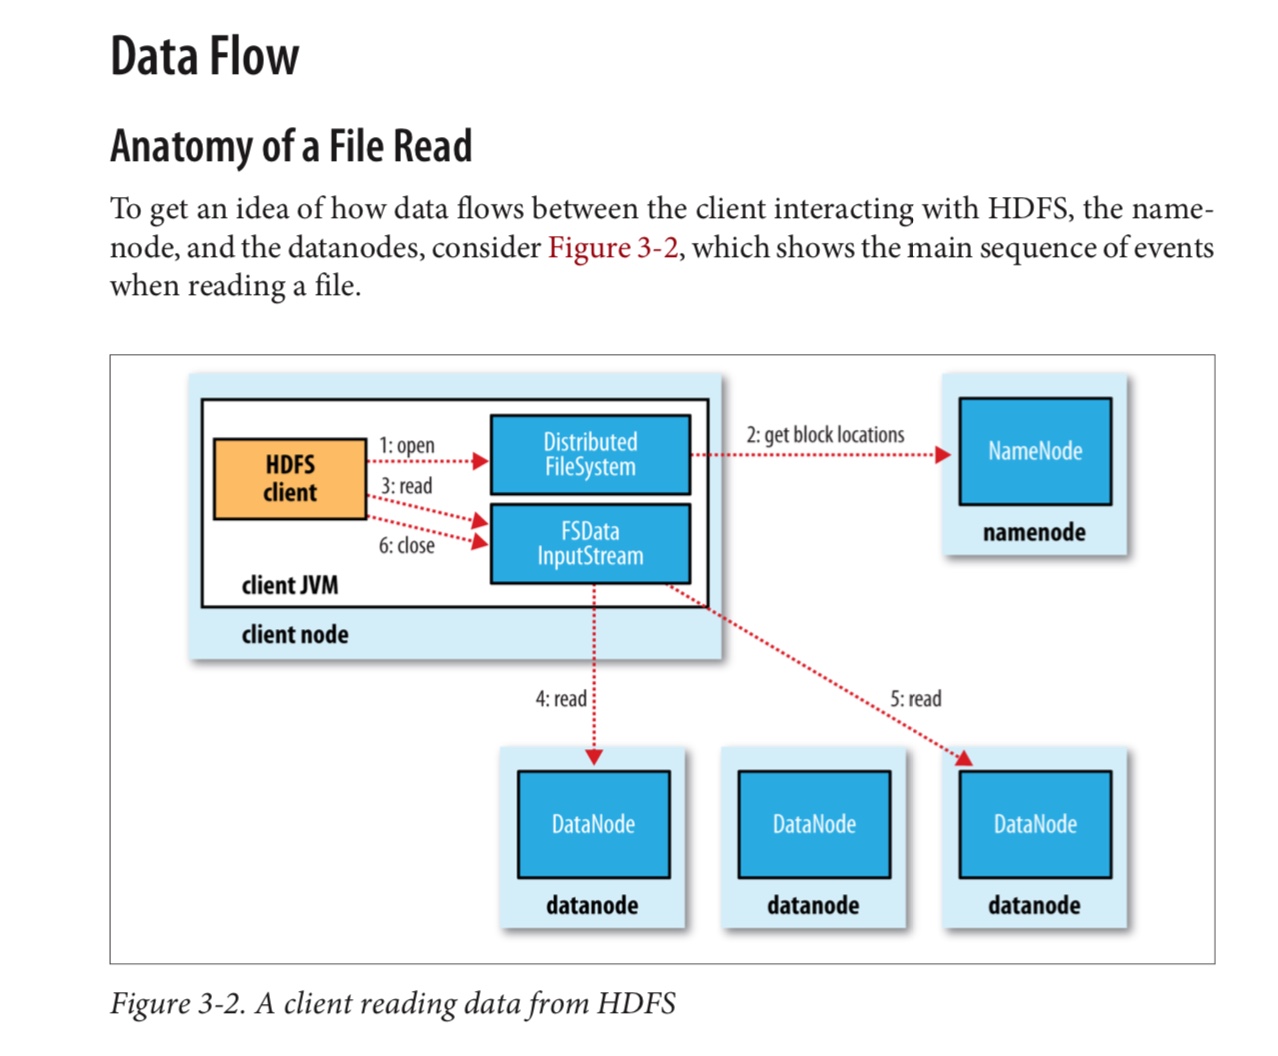 Data Flow
Anatomy of a File Read
To get an idea of how data flows between the client interacting with HDFS, the name-
node, and the datanodes, consider Figure 3-2, which shows the main sequence of events
when reading a file.
HDFS
client
1: open
3: read
6: close
Distributed
FileSystem
FSData
InputStream
client JVM
client node
2: get block locations
NameNode
namenode
4: read
5: read
DataNode
datanode
DataNode
datanode
DataNode
datanode
Figure 3-2. A client reading data from HDFS